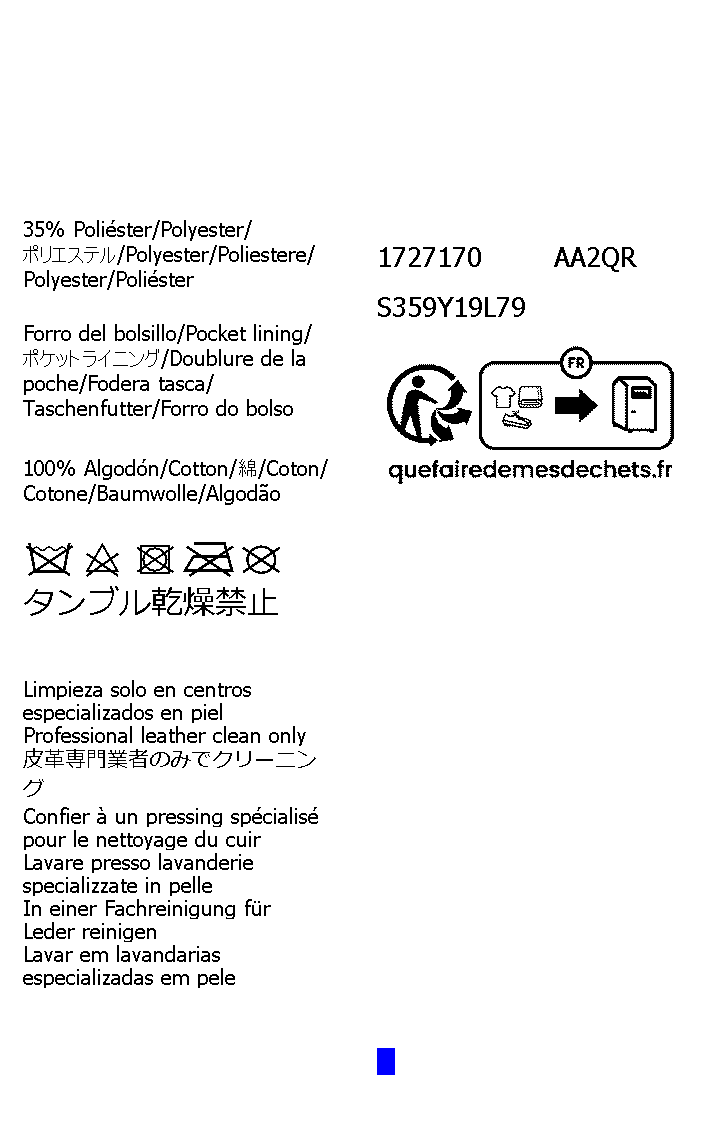 35% Poliéster/Polyester/
ポリエステル/Polyester/Poliestere/
Polyester/Poliéster
Forro del bolsillo/Pocket lining/
ポケットライニング/Doublure de la
poche/Fodera tasca/
Taschenfutter/Forro do bolso
100% Algodón/Cotton/綿/Coton/
Cotone/Baumwolle/Algodão
タンブル乾燥禁止
Limpieza solo en centros
especializados en piel
Professional leather clean only
皮革専門業者のみでクリーニン
グ
Confier à un pressing spécialisé
pour le nettoyage du cuir
Lavare presso lavanderie
specializzate in pelle
In einer Fachreinigung für
Leder reinigen
Lavar em lavandarias
especializadas em pele
1727170 AA2QR
S359Y19L79
FR
quefairedemesdechets.fr